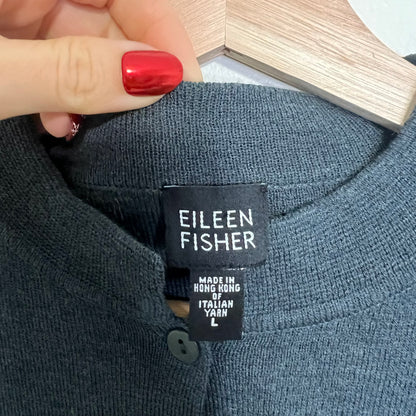 EILEEN
FISHER
MADE IN
HONG KONG
OF
ITALIAN
YARN
L